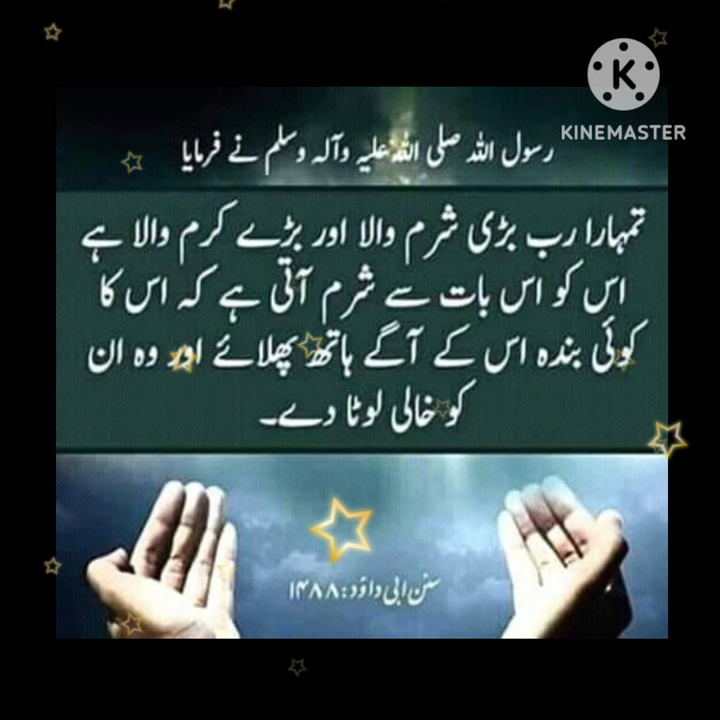 KINEMASTER
رسول اللہ صلی اللہ علیہ وآلہ وسلم نے فرمایا
تمہارا رب بڑی شرم والا اور بڑے کرم والا ہے
اس کو اس بات سے شرم آتی ہے کہ اس کا
کوئی بندہ اس کے آگے ہاتھ پھلائے اور وہ ان
کو خالی لوٹا دے۔
سنن ابی داؤد: ۱۴۸۸